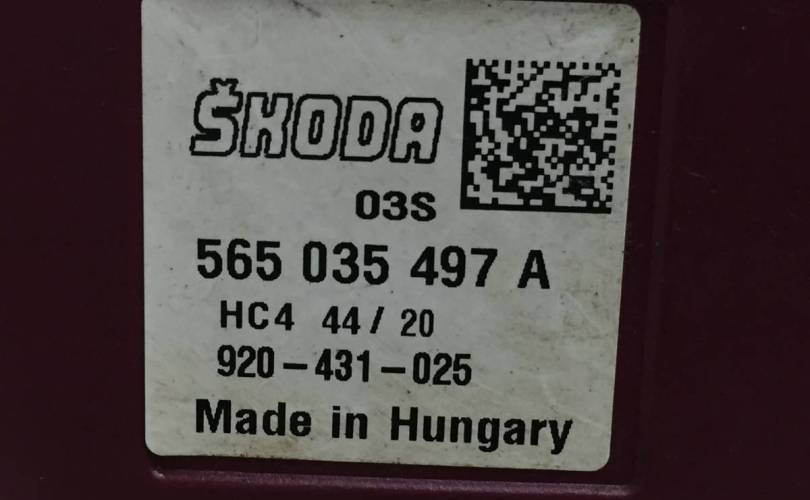 ŠKODA
03S
565 035 497 A
HC4 44 / 20
920-431-025
Made in Hungary